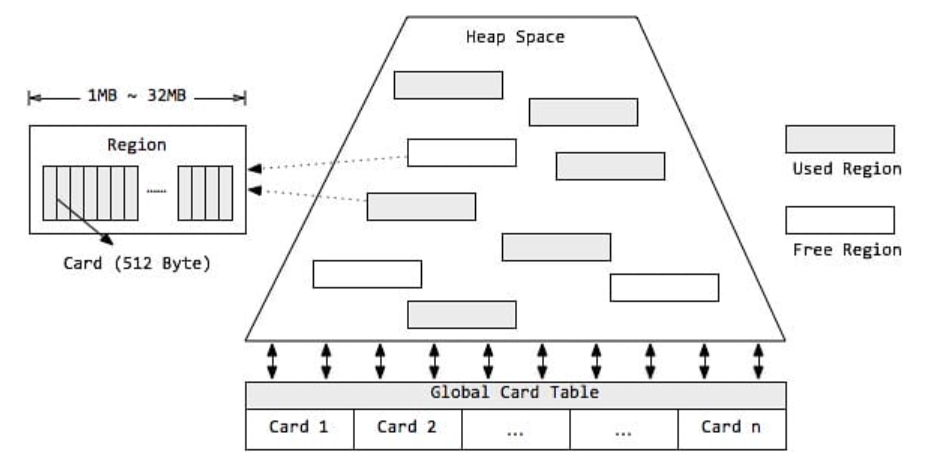 Heap Space
1MB ~ 32MB
Region
......
Card (512 Byte)
Used Region
Free Region
Global Card Table
Card 1
Card 2
...
...
Card n